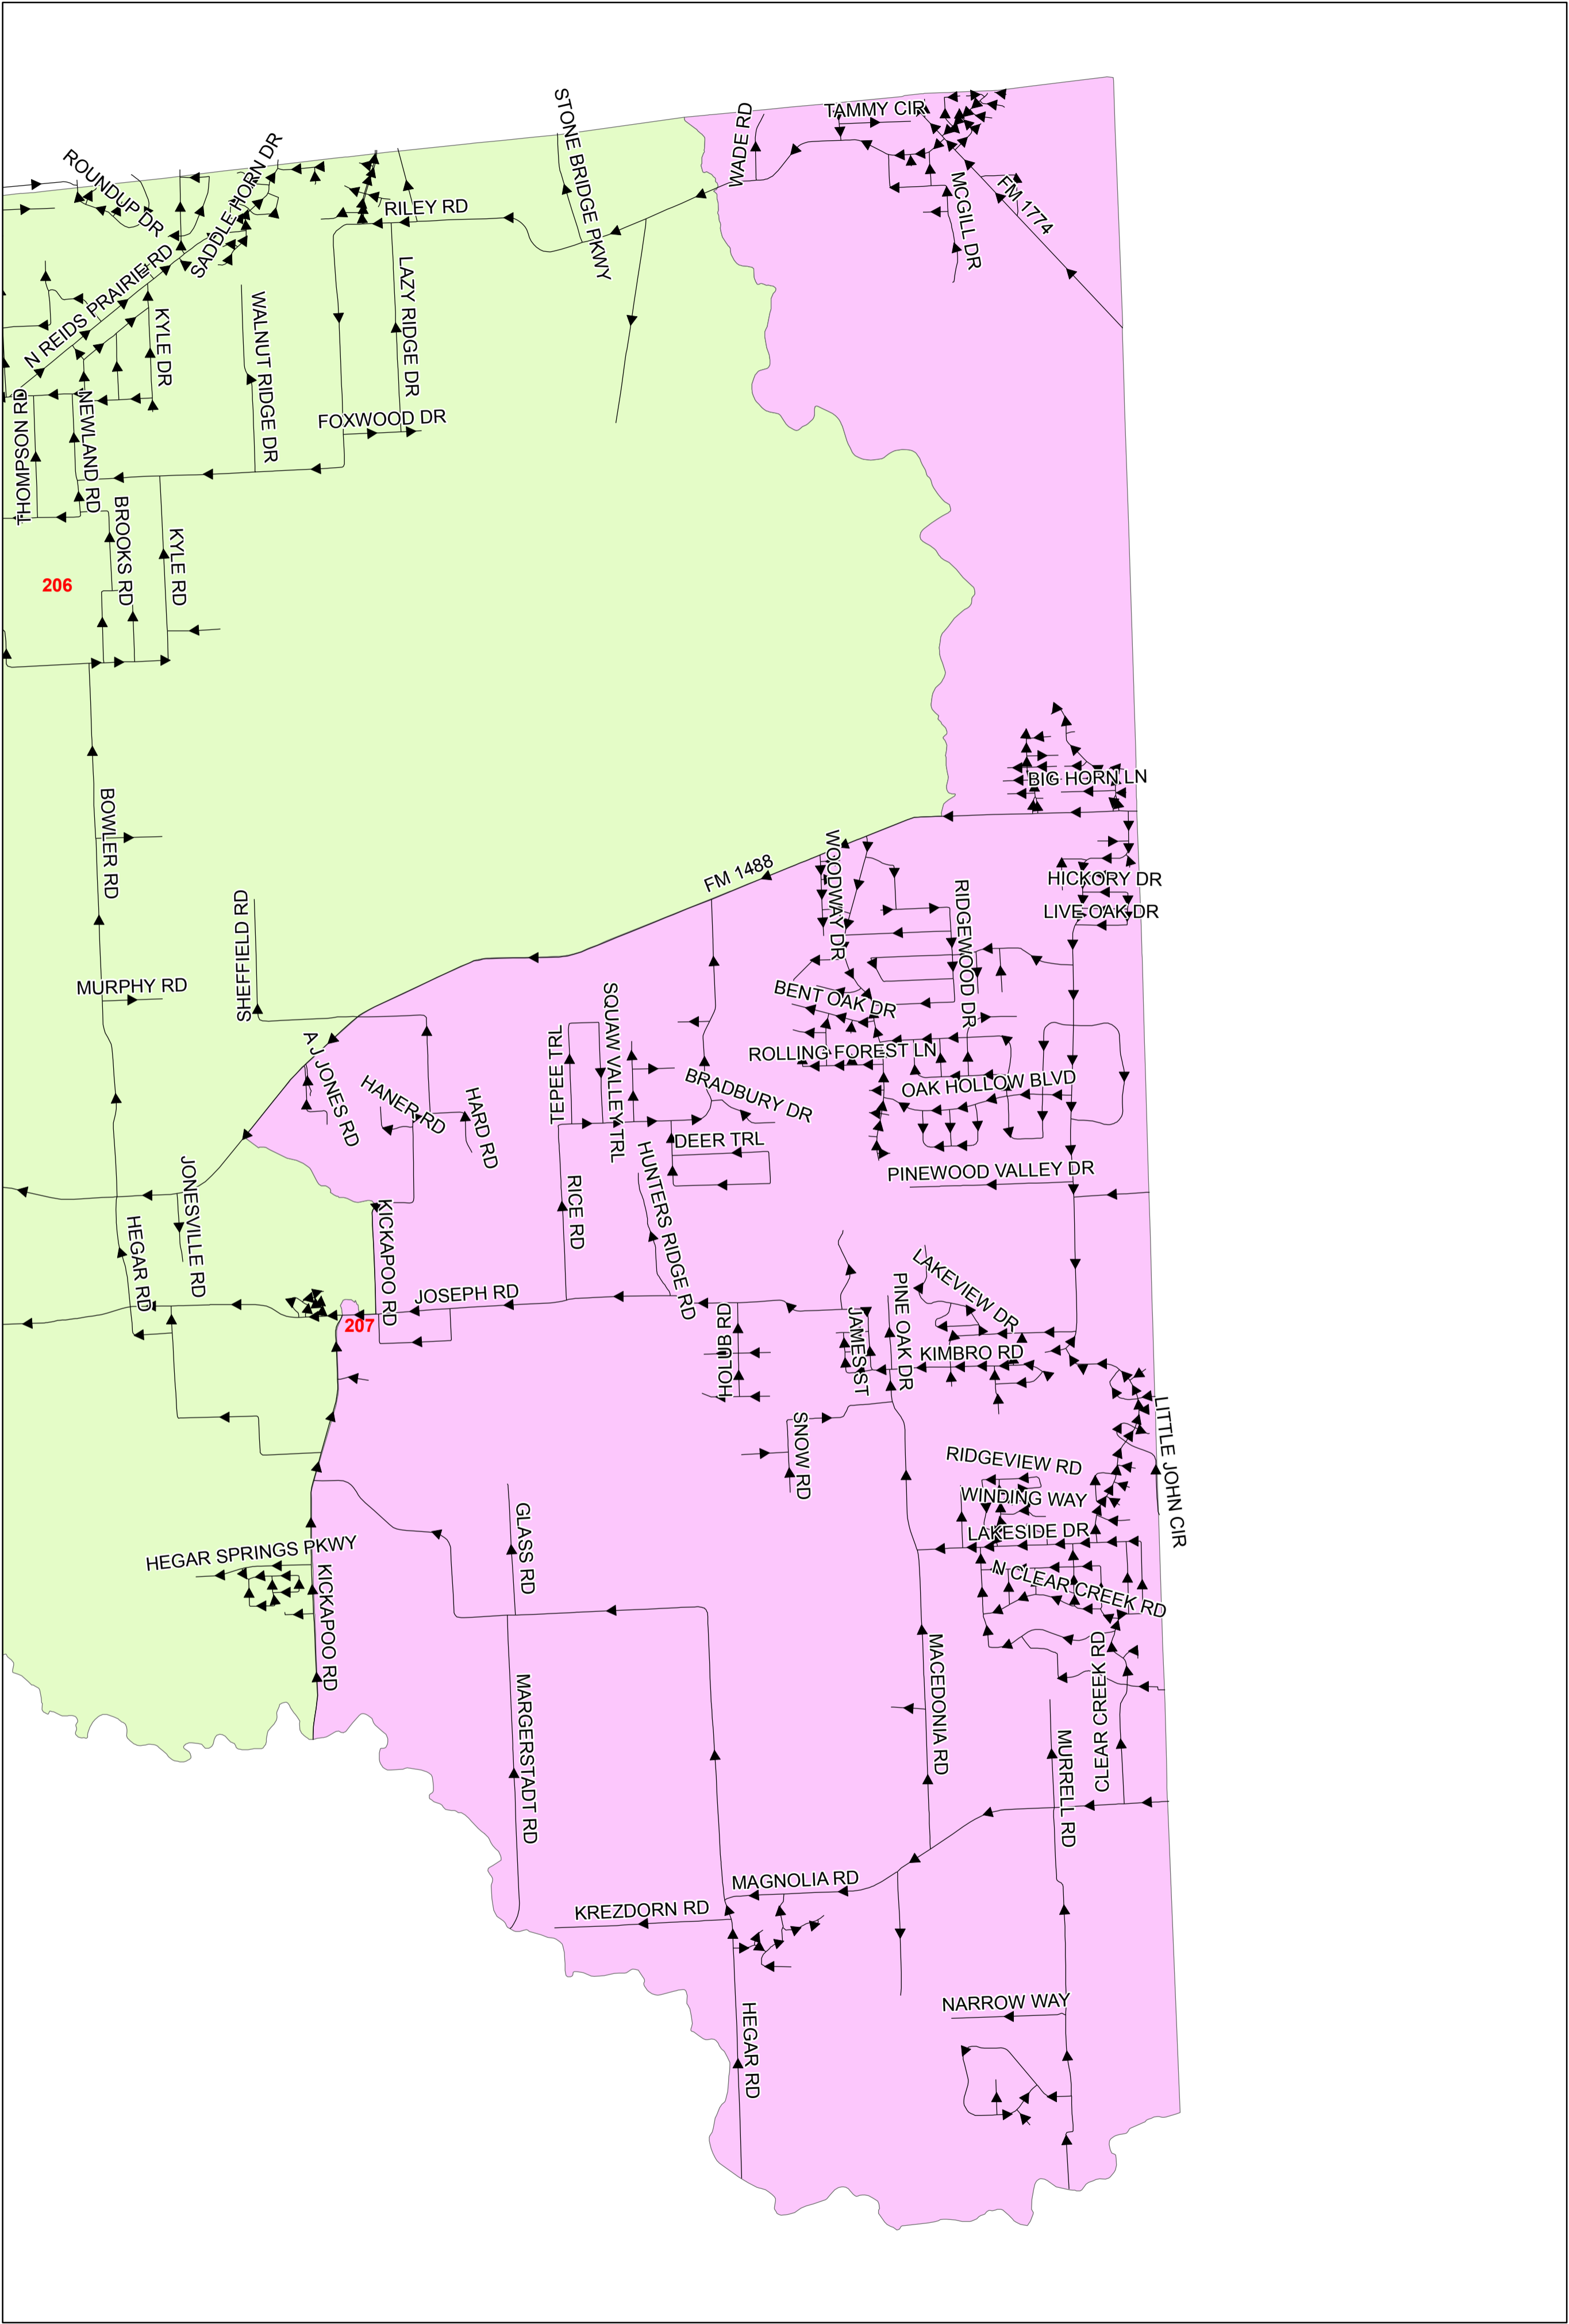 TAMMY CIR
WADE RD
STONE BRIDGE PKWY
ROUNDUP DR
SADDLE HORN DR
RILEY RD
MCGILL DR
FM 1774
N REIDS PRAIRIE RD
LAZY RIDGE DR
WALNUT RIDGE DR
KYLE DR
THOMPSON RD
NEWLAND RD
FOXWOOD DR
BROOKS RD
KYLE RD
206
BIG HORN LN
BOWLER RD
WOODWAY DR
FM 1488
HICKORY DR
LIVE OAK DR
RIDGEWOOD DR
SHEFFIELD RD
MURPHY RD
BENT OAK DR
SQUAW VALLEY TRL
TEPEE TRL
A J JONES RD
ROLLING FOREST LN
HANER RD
HARD RD
BRADBURY DR
OAK HOLLOW BLVD
DEER TRL
PINEWOOD VALLEY DR
JONESVILLE RD
HEGAR RD
KICKAPOO RD
RICE RD
HUNTERS RIDGE RD
JOSEPH RD
LAKEVIEW DR
PINE OAK DR
207
HOLUB RD
JAMES ST
KIMBRO RD
LITTLE JOHN CIR
SNOW RD
RIDGEVIEW RD
WINDING WAY
GLASS RD
LAKESIDE DR
HEGAR SPRINGS PKWY
KICKAPOO RD
N CLEAR CREEK RD
MACEDONIA RD
CLEAR CREEK RD
MARGERSTADT RD
MURRELL RD
MAGNOLIA RD
KREZDORN RD
NARROW WAY
HEGAR RD